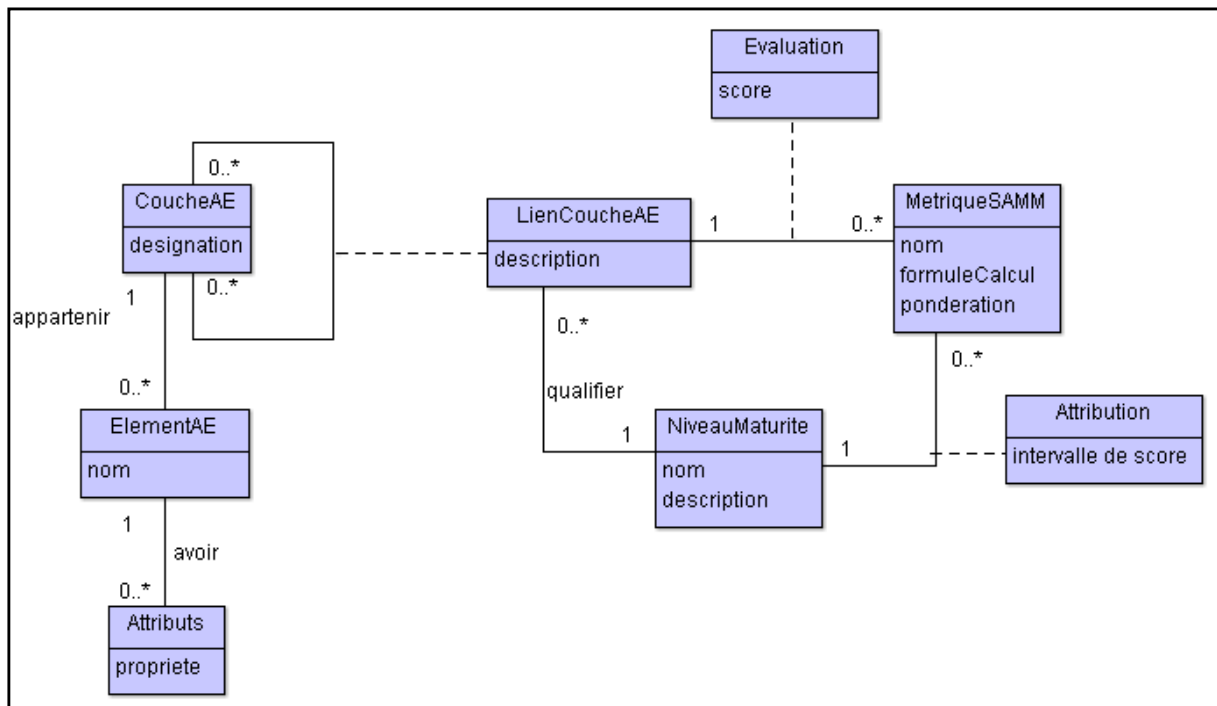 Evaluation
score
0..*
CoucheAE
designation
0..*
1
appartenir
0..*
LienCoucheAE
description
1
0..*
MetriqueSAMM
nom
formuleCalcul
ponderation
0..*
0..*
qualifier
1
NiveauMaturite
nom
description
1
Attribution
intervalle de score
ElementAE
nom
1
avoir
0..*
Attributs
propriete